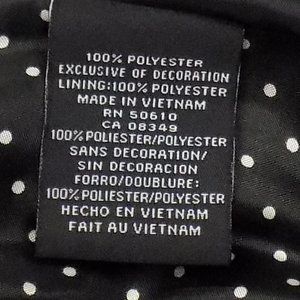 100% POLYESTER
EXCLUSIVE OF DECORATION
LINING:100% POLYESTER
MADE IN VIETNAM
RN 50610
CA 08349
100% POLIESTER/POLYESTER
SANS DECORATION/
SIN DECORACION
FORRO/DOUBLURE:
100% POLIESTER/POLYESTER
HECHO EN VIETNAM
FAIT AU VIETNAM